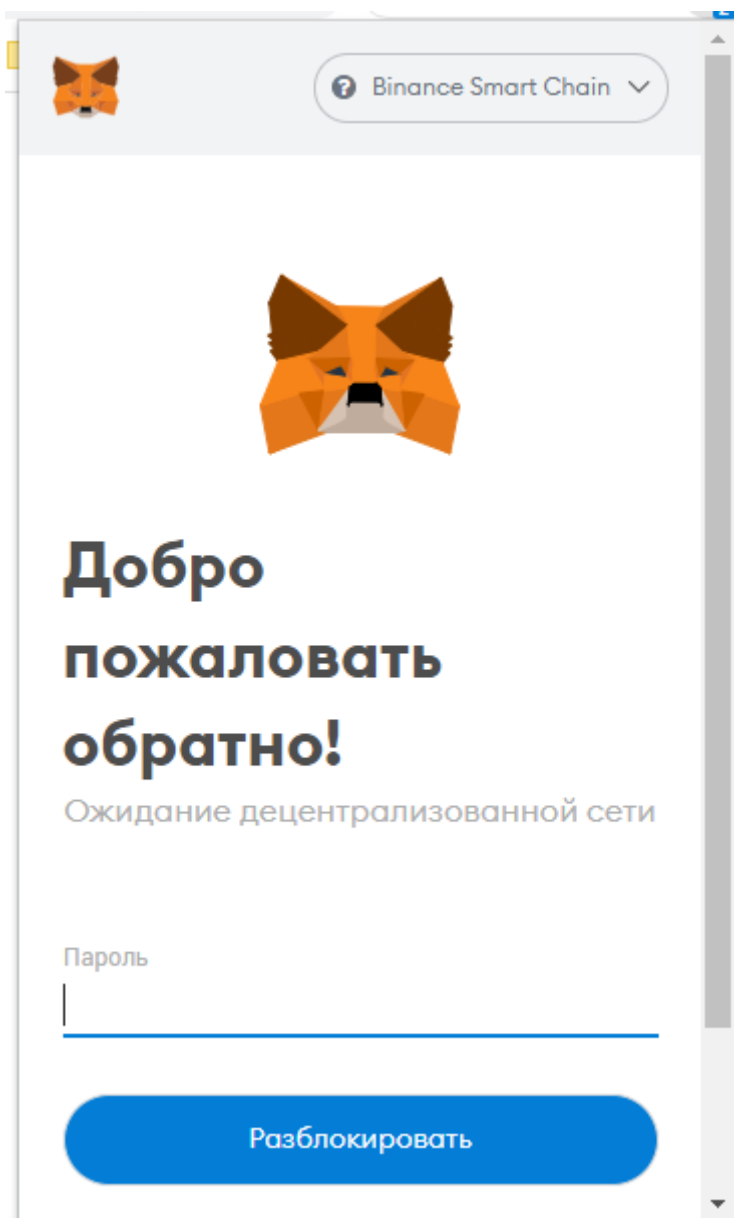 Binance Smart Chain
Добро
пожаловать
обратно!
Ожидание децентрализованной сети
Пароль
Разблокировать